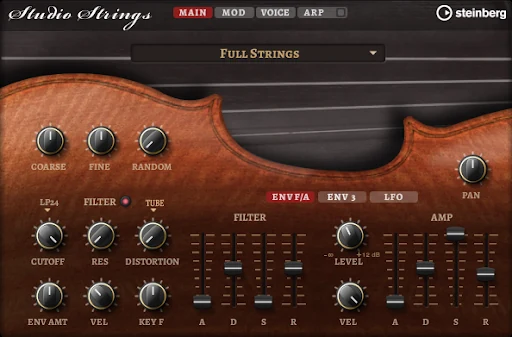 Studio Strings MAIN MOD VOICE ARP steinberg
FULL STRINGS
COARSE FINE RANDOM
PAN
LP24 FILTER TUBE
ENV F/A ENV 3 LFO
FILTER AMP
CUTOFF RES DISTORTION
LEVEL
-∞ +12 dB
ENV AMT VEL KEY F
VEL
A D S R A D S R